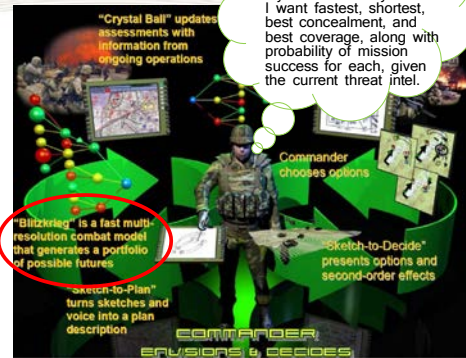 I want fastest, shortest,
best concealment, and
best coverage, along with
probability of mission
success for each, given
the current threat intel.
“Crystal Ball” updates
assessments with
information from
ongoing operations
Commander
chooses options
“Blitzkrieg” is a fast multi-
resolution combat model
that generates a portfolio
of possible futures
“Sketch-to-Decide”
presents options and
second-order effects
“Sketch-to-Plan”
turns sketches and
voice into a plan
description
COMMANDER
ENVISIONS & DECIDES